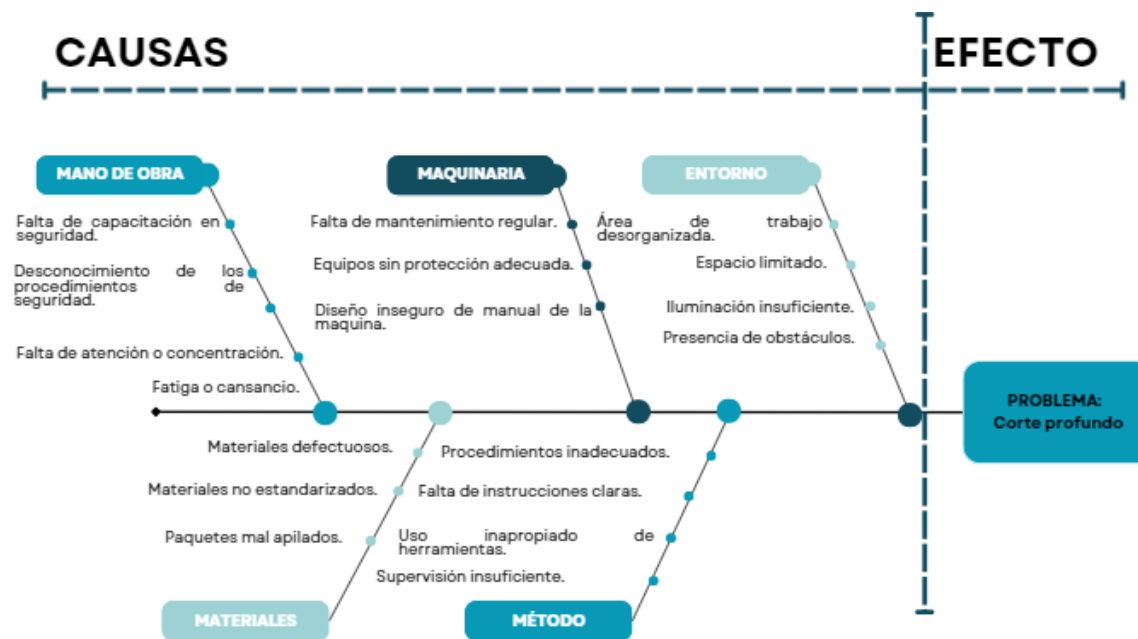 CAUSAS
EFECTO
MANO DE OBRA
Falta de capacitación en
seguridad.
Desconocimiento de los
procedimientos de
seguridad.
Falta de atención o concentración.
Fatiga o cansancio.
MAQUINARIA
Falta de mantenimiento regular.
Equipos sin protección adecuada.
Diseño inseguro de manual de la
maquina.
ENTORNO
Área de trabajo
desorganizada.
Espacio limitado.
Iluminación insuficiente.
Presencia de obstáculos.
PROBLEMA:
Corte profundo
Materiales defectuosos.
Materiales no estandarizados.
Paquetes mal apilados.
MATERIALES
Procedimientos inadecuados.
Falta de instrucciones claras.
Uso inapropiado de
herramientas.
Supervisión insuficiente.
MÉTODO